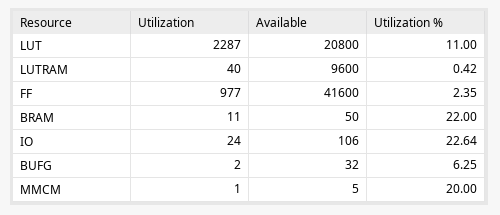 Resource Utilization Available Utilization %
LUT 2287 20800 11.00
LUTRAM 40 9600 0.42
FF 977 41600 2.35
BRAM 11 50 22.00
IO 24 106 22.64
BUFG 2 32 6.25
MMCM 1 5 20.00